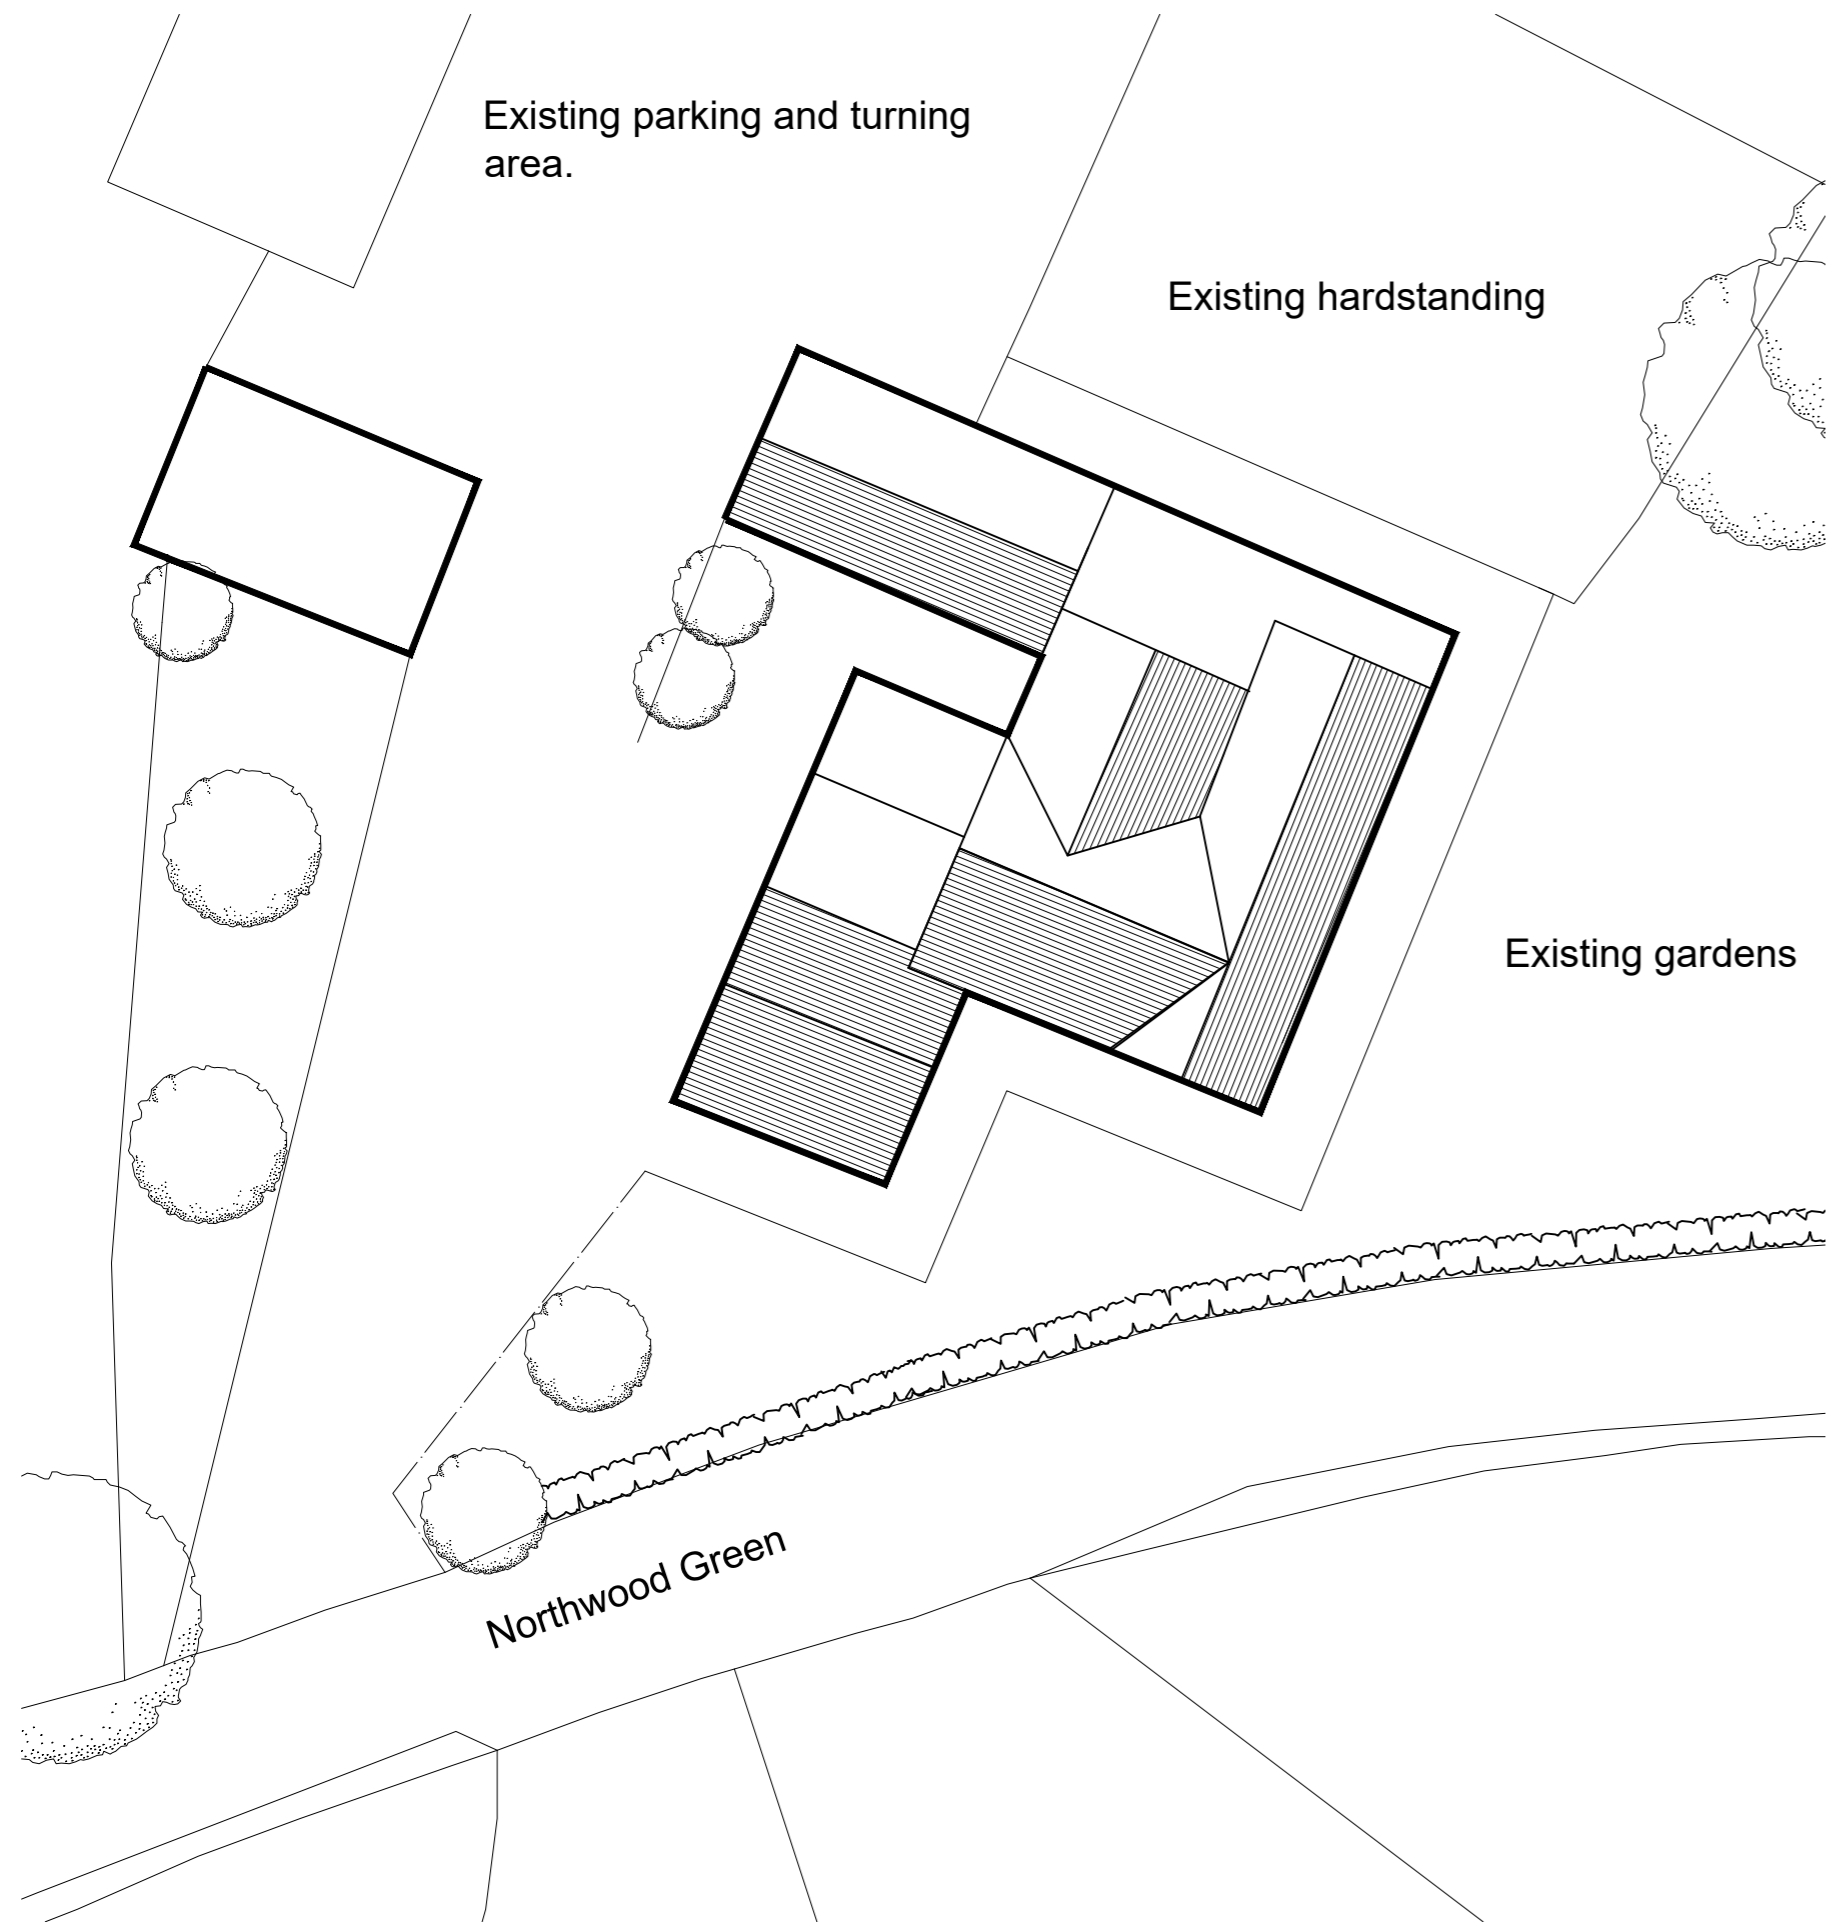 Existing parking and turning
area.
Existing hardstanding
Existing gardens
Northwood Green